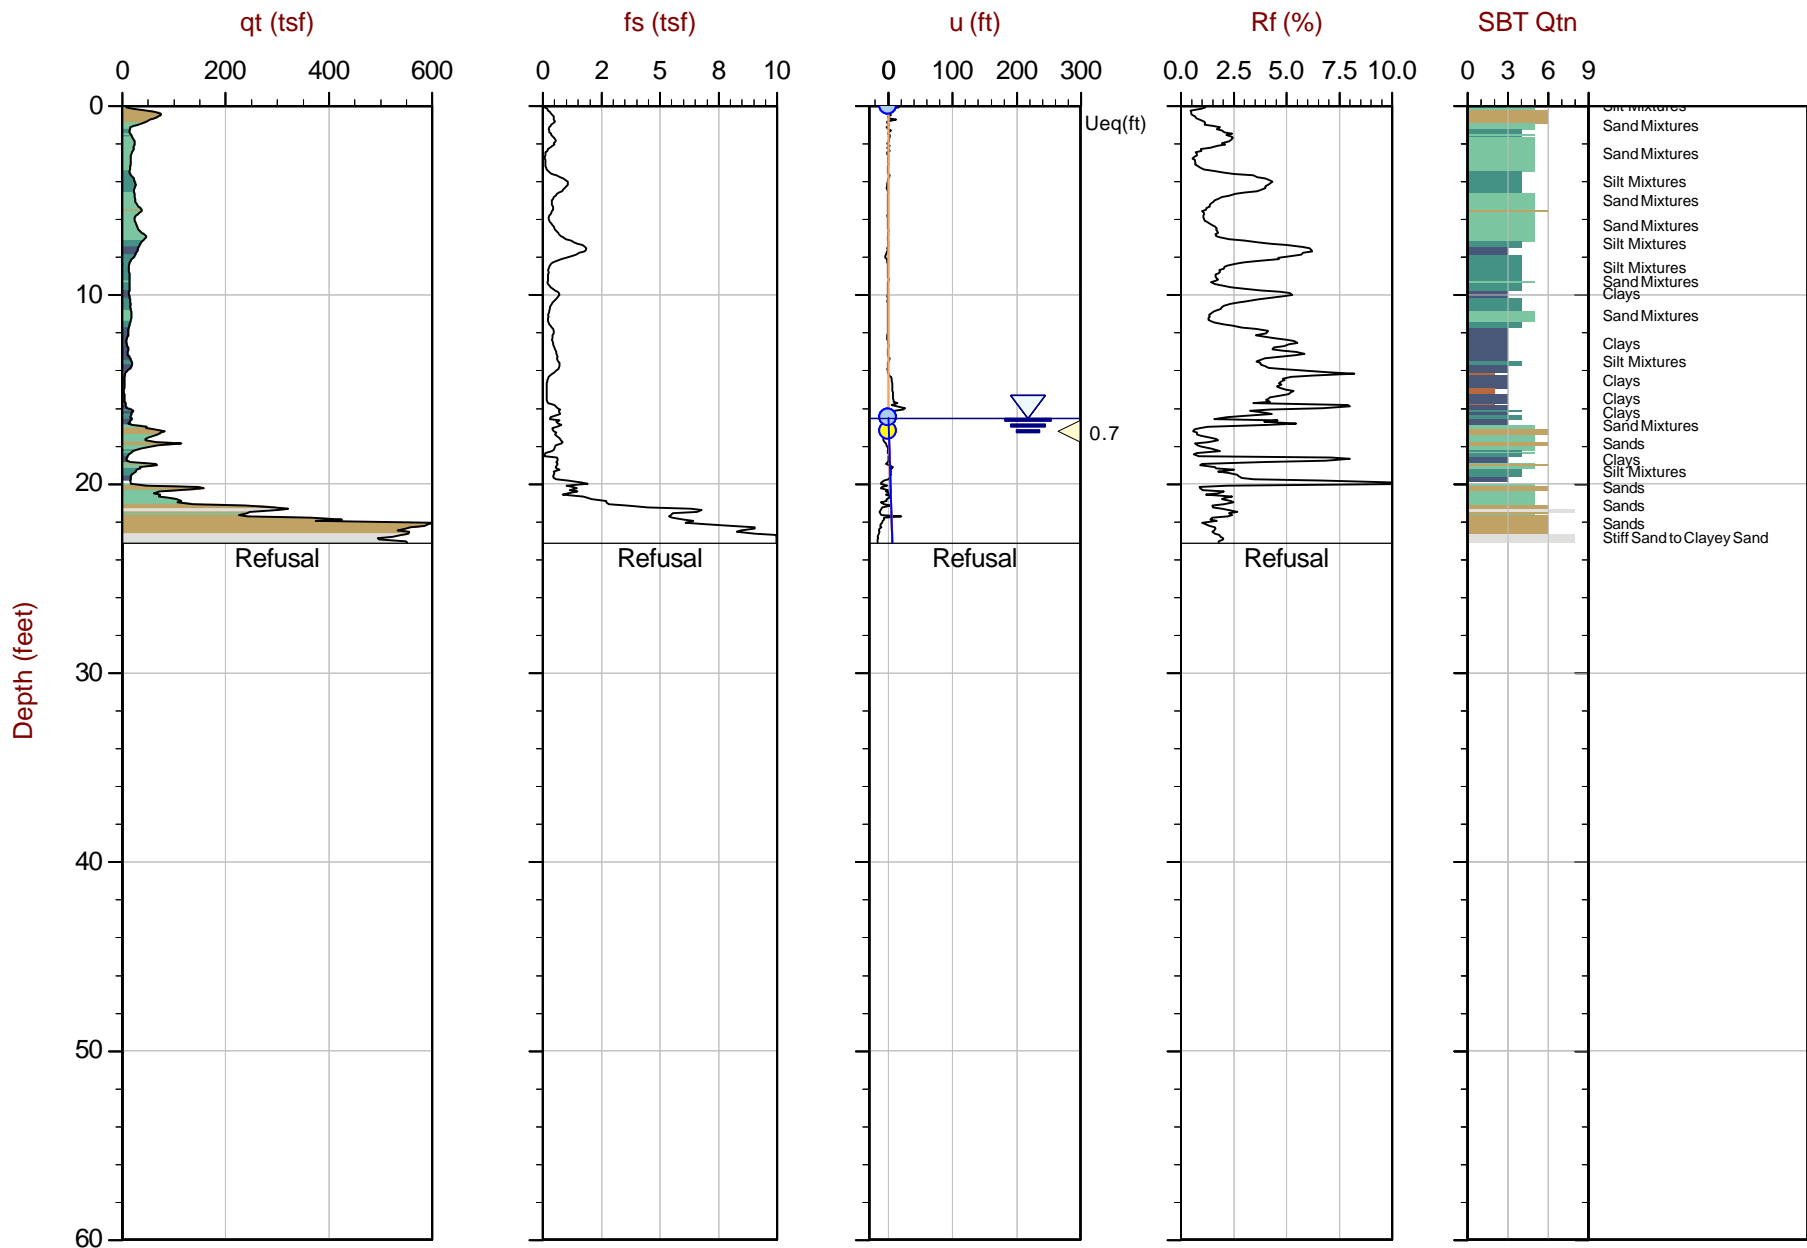 qt (tsf) fs (tsf) u (ft) Rf (%) SBT Qtn
0 200 400 600 0 2 5 8 10 0 100 200 300 0.0 2.5 5.0 7.5 10.0 0 3 6 9
0
Ueq(ft)
Silt Mixtures
Sand Mixtures
Sand Mixtures
Silt Mixtures
Sand Mixtures
Sand Mixtures
Silt Mixtures
Silt Mixtures
Sand Mixtures
10
Clays
Sand Mixtures
Clays
Silt Mixtures
Clays
Clays
Clays
Sand Mixtures
0.7
Sands
Clays
Silt Mixtures
20
Sands
Sands
Sands
Stiff Sand to Clayey Sand
Refusal Refusal Refusal Refusal
Depth (feet)
30
40
50
60